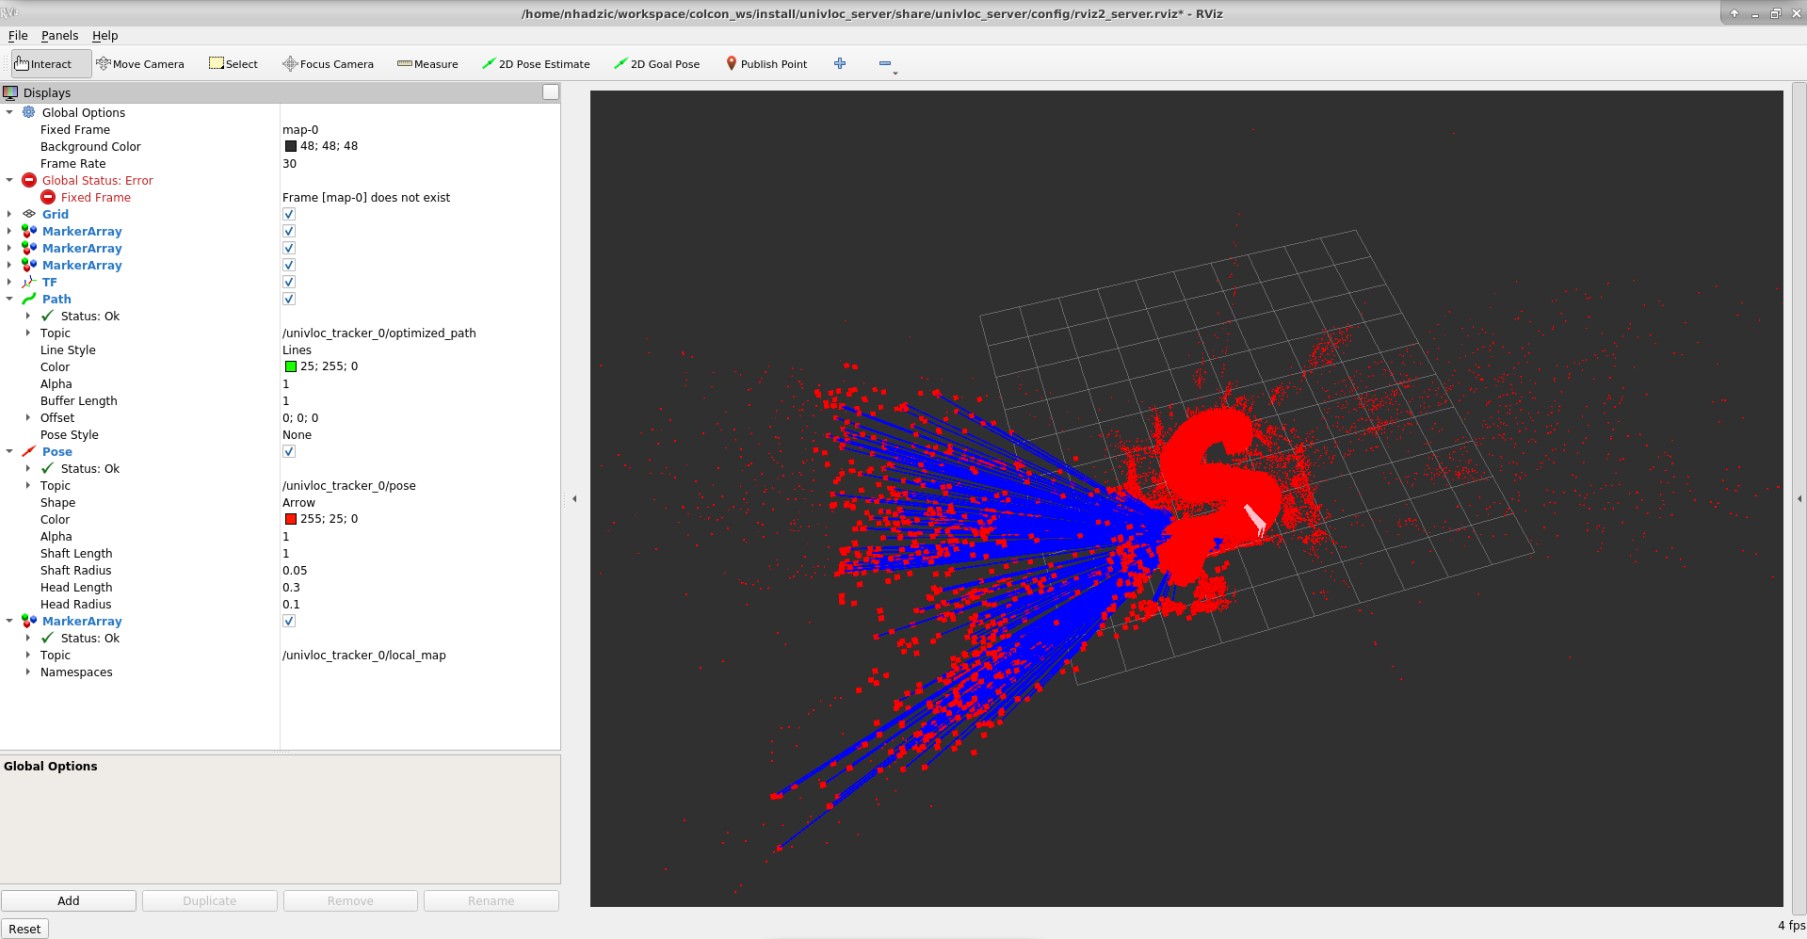 /home/nhadzic/workspace/colcon_ws/install/univloc_server/share/univloc_server/config/rviz2_server.rviz* - RViz
File Panels Help
Interact Move Camera Select Focus Camera Measure 2D Pose Estimate 2D Goal Pose Publish Point
Displays
Global Options
Fixed Frame map-0
Background Color 48; 48; 48
Frame Rate 30
Global Status: Error
Fixed Frame Frame [map-0] does not exist
Grid
MarkerArray
MarkerArray
MarkerArray
TF
Path
Status: Ok
Topic /univloc_tracker_0/optimized_path
Line Style Lines
Color 25; 255; 0
Alpha 1
Buffer Length 1
Offset 0; 0; 0
Pose Style None
Pose
Status: Ok
Topic /univloc_tracker_0/pose
Shape Arrow
Color 255; 25; 0
Alpha 1
Shaft Length 1
Shaft Radius 0.05
Head Length 0.3
Head Radius 0.1
MarkerArray
Status: Ok
Topic /univloc_tracker_0/local_map
Namespaces
Global Options
Add Duplicate Remove Rename
Reset 4 fps